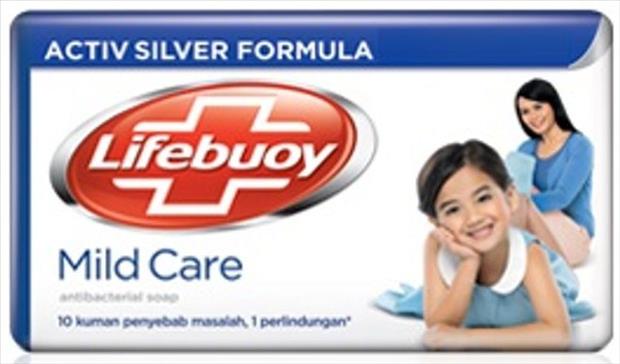 ACTIV SILVER FORMULA
Lifebuoy
Mild Care
antibacterial soap
10 kuman penyebab masalah, 1 perlindungan*